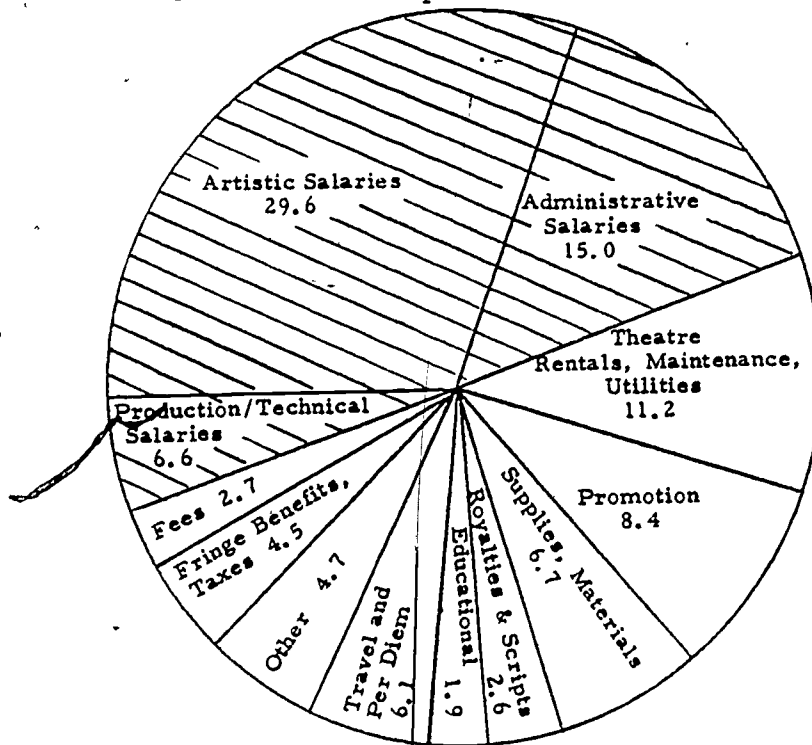 Artistic Salaries
29.6
Administrative
Salaries
15.0
Theatre
Rentals, Maintenance,
Utilities
11.2
Promotion
8.4
Supplies, Materials
6.7
Royalties & Scripts
2.6
Educational
1.9
Travel and
Per Diem
6.1
Other 4.7
Fringe Benefits,
Taxes 4.5
Fees 2.7
Production/Technical
Salaries
6.6